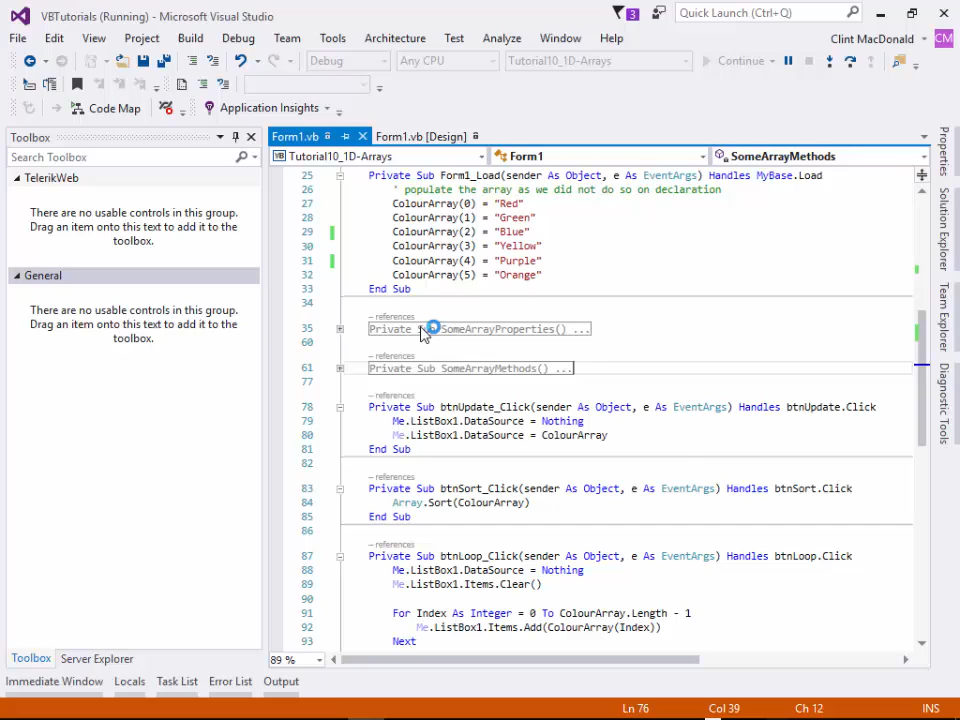 VBTutorials (Running) - Microsoft Visual Studio
3
Quick Launch (Ctrl+Q)
File Edit View Project Build Debug Team Tools Architecture Test Analyze Window Help
Clint MacDonald CM
Debug Any CPU Tutorial10_1D-Arrays Continue
Code Map Application Insights
Toolbox
Form1.vb Form1.vb [Design]
Search Toolbox
VB Tutorial10_1D-Arrays Form1 SomeArrayMethods
TelerikWeb
There are no usable controls in this group.
Drag an item onto this text to add it to the
toolbox.
General
There are no usable controls in this group.
Drag an item onto this text to add it to the
toolbox.
25 Private Sub Form1_Load(sender As Object, e As EventArgs) Handles MyBase.Load
26 ' populate the array as we did not do so on declaration
27 ColourArray(0) = "Red"
28 ColourArray(1) = "Green"
29 ColourArray(2) = "Blue"
30 ColourArray(3) = "Yellow"
31 ColourArray(4) = "Purple"
32 ColourArray(5) = "Orange"
33 End Sub
34
– references
35 Private Sub SomeArrayProperties() ...
60
– references
61 Private Sub SomeArrayMethods() ...
77
– references
78 Private Sub btnUpdate_Click(sender As Object, e As EventArgs) Handles btnUpdate.Click
79 Me.ListBox1.DataSource = Nothing
80 Me.ListBox1.DataSource = ColourArray
81 End Sub
82
– references
83 Private Sub btnSort_Click(sender As Object, e As EventArgs) Handles btnSort.Click
84 Array.Sort(ColourArray)
85 End Sub
86
– references
87 Private Sub btnLoop_Click(sender As Object, e As EventArgs) Handles btnLoop.Click
88 Me.ListBox1.DataSource = Nothing
89 Me.ListBox1.Items.Clear()
90
91 For Index As Integer = 0 To ColourArray.Length - 1
92 Me.ListBox1.Items.Add(ColourArray(Index))
93 Next
Properties
Solution Explorer
Team Explorer
Diagnostic Tools
Toolbox Server Explorer
89 %
Immediate Window Locals Task List Error List Output
Ln 76 Col 39 Ch 12 INS